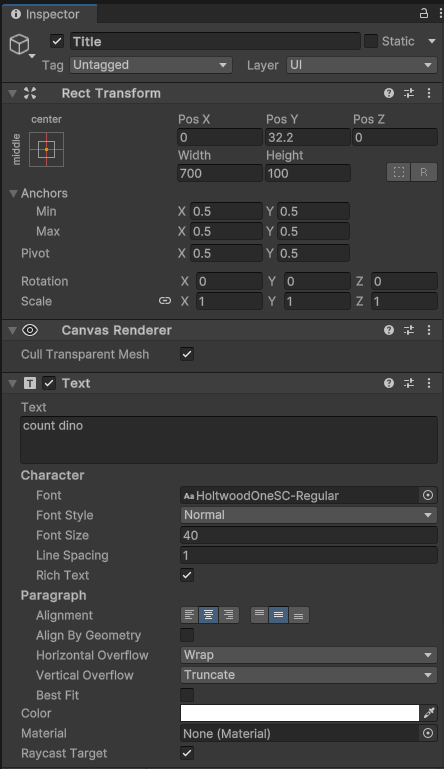 Inspector
Title Static
Tag Untagged Layer UI
Rect Transform
center Pos X Pos Y Pos Z
middle 0 32.2 0
Width Height
700 100 R
Anchors
Min X 0.5 Y 0.5
Max X 0.5 Y 0.5
Pivot X 0.5 Y 0.5
Rotation X 0 Y 0 Z 0
Scale X 1 Y 1 Z 1
Canvas Renderer
Cull Transparent Mesh
T Text
Text
count dino
Character
Font Aa HoltwoodOneSC-Regular
Font Style Normal
Font Size 40
Line Spacing 1
Rich Text
Paragraph
Alignment
Align By Geometry
Horizontal Overflow Wrap
Vertical Overflow Truncate
Best Fit
Color
Material None (Material)
Raycast Target